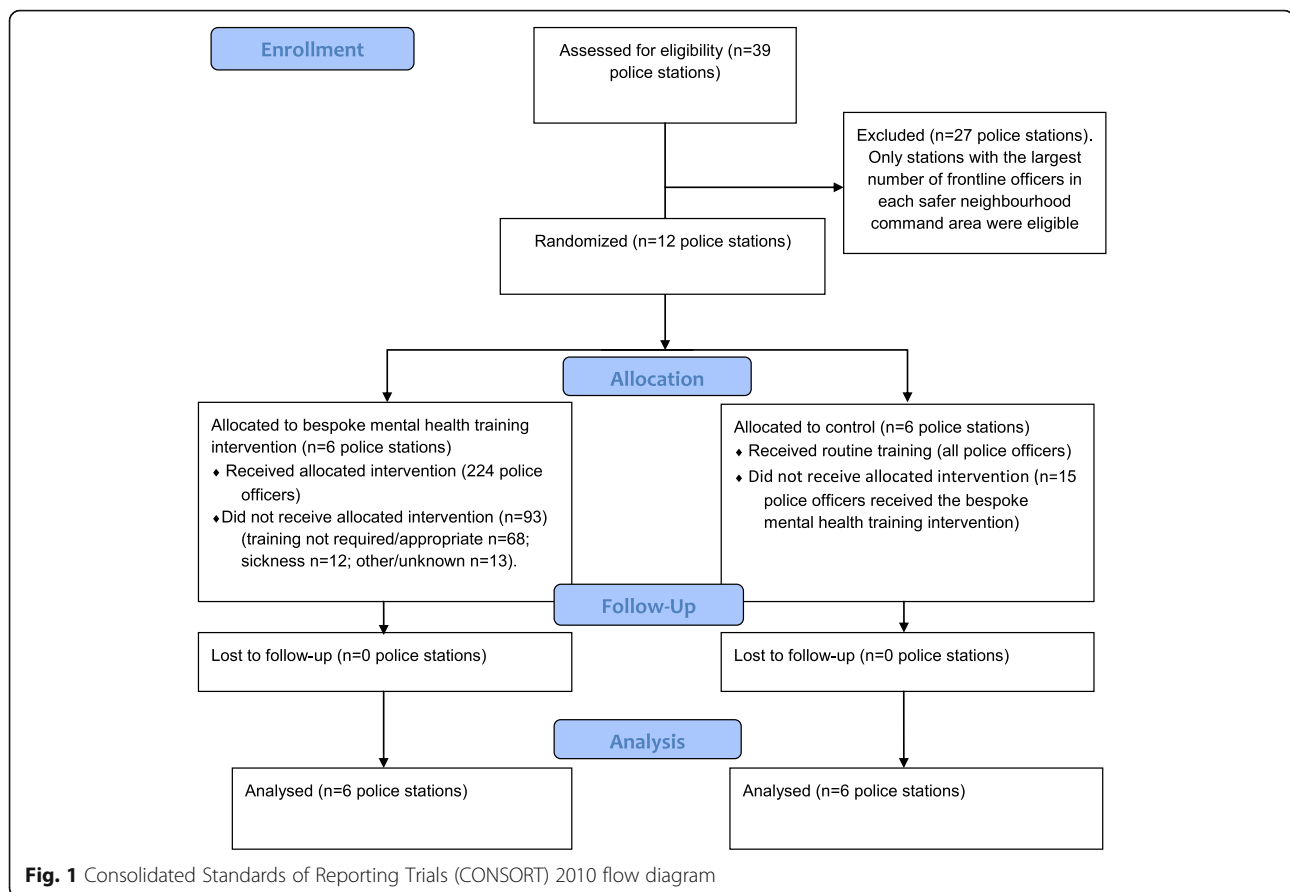 Enrollment
Assessed for eligibility (n=39
police stations)
Excluded (n=27 police stations).
Only stations with the largest
number of frontline officers in
each safer neighbourhood
command area were eligible
Randomized (n=12 police stations)
Allocation
Allocated to bespoke mental health training
intervention (n=6 police stations)
♦ Received allocated intervention (224 police
officers)
♦Did not receive allocated intervention (n=93)
(training not required/appropriate n=68;
sickness n=12; other/unknown n=13).
Allocated to control (n=6 police stations)
♦ Received routine training (all police officers)
♦ Did not receive allocated intervention (n=15
police officers received the bespoke
mental health training intervention)
Follow-Up
Lost to follow-up (n=0 police stations)
Lost to follow-up (n=0 police stations)
Analysis
Analysed (n=6 police stations)
Analysed (n=6 police stations)
Fig. 1 Consolidated Standards of Reporting Trials (CONSORT) 2010 flow diagram